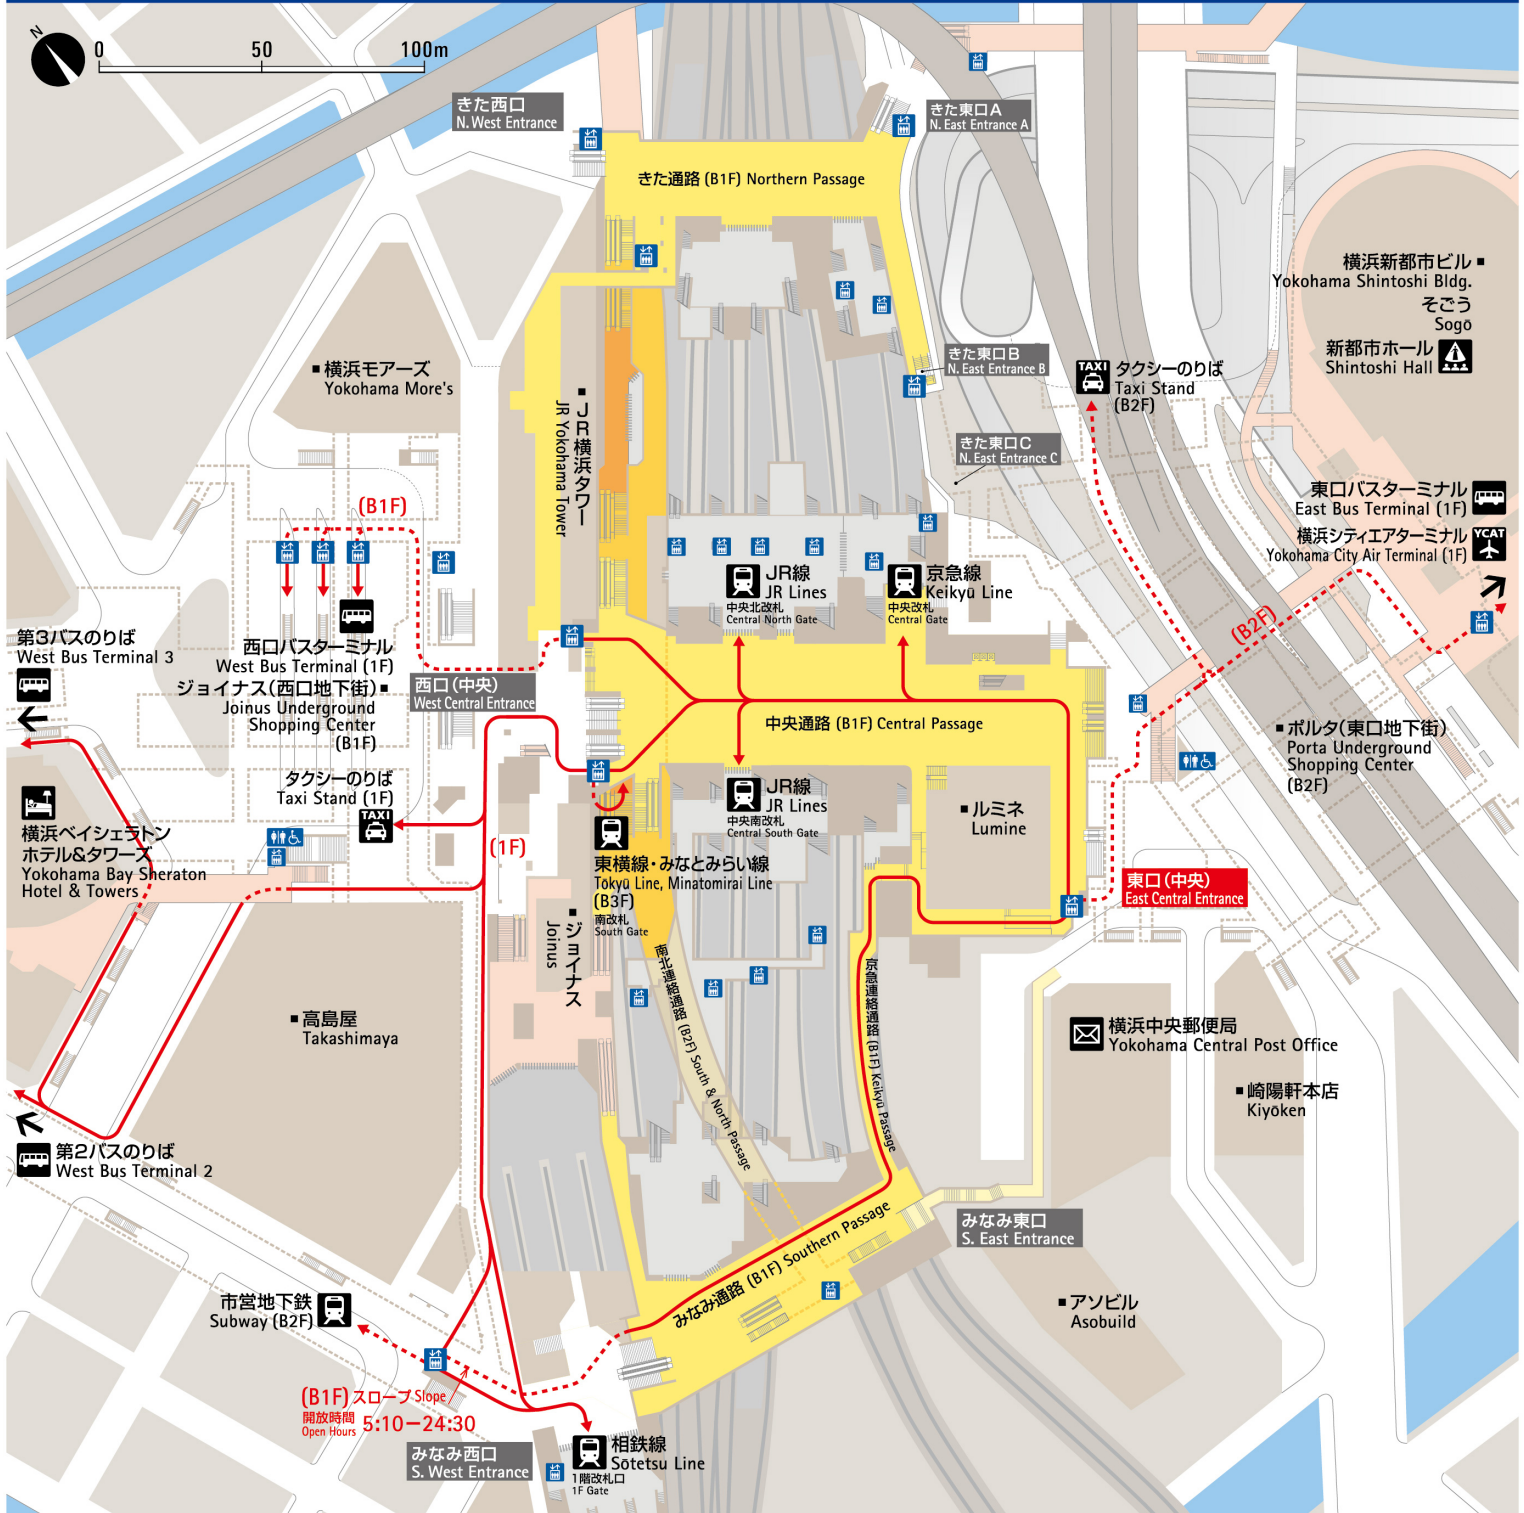 N
0 50 100m
きた西口
N. West Entrance
きた東口A
N. East Entrance A
きた通路 (B1F) Northern Passage
横浜新都市ビル
Yokohama Shintoshi Bldg.
そごう
Sogō
新都市ホール
Shintoshi Hall
横浜モアーズ
Yokohama More's
JR横浜タワー
JR Yokohama Tower
きた東口B
N. East Entrance B
TAXI
タクシーのりば
Taxi Stand
(B2F)
きた東口C
N. East Entrance C
東口バスターミナル
East Bus Terminal (1F)
横浜シティエアターミナル
Yokohama City Air Terminal (1F)
YCAT
(B1F)
JR線
JR Lines
中央北改札
Central North Gate
京急線
Keikyū Line
中央改札
Central Gate
(B2F)
第3バスのりば
West Bus Terminal 3
西口バスターミナル
West Bus Terminal (1F)
ジョイナス(西口地下街)
Joinus Underground
Shopping Center
(B1F)
西口(中央)
West Central Entrance
中央通路 (B1F) Central Passage
ポルタ(東口地下街)
Porta Underground
Shopping Center
(B2F)
タクシーのりば
Taxi Stand (1F)
TAXI
JR線
JR Lines
中央南改札
Central South Gate
ルミネ
Lumine
横浜ベイシェラトン
ホテル&タワーズ
Yokohama Bay Sheraton
Hotel & Towers
(1F)
東横線・みなとみらい線
Tōkyū Line, Minatomirai Line
(B3F)
南改札
South Gate
東口(中央)
East Central Entrance
ジョイナス
Joinus
南北連絡通路 (B2F) South & North Passage
京急連絡通路 (B1F) Keikyū Passage
高島屋
Takashimaya
横浜中央郵便局
Yokohama Central Post Office
崎陽軒本店
Kiyōken
第2バスのりば
West Bus Terminal 2
みなみ東口
S. East Entrance
みなみ通路 (B1F) Southern Passage
市営地下鉄
Subway (B2F)
アソビル
Asobuild
(B1F) スロープ Slope
開放時間
Open Hours
5:10−24:30
みなみ西口
S. West Entrance
相鉄線
Sōtetsu Line
1階改札口
1F Gate